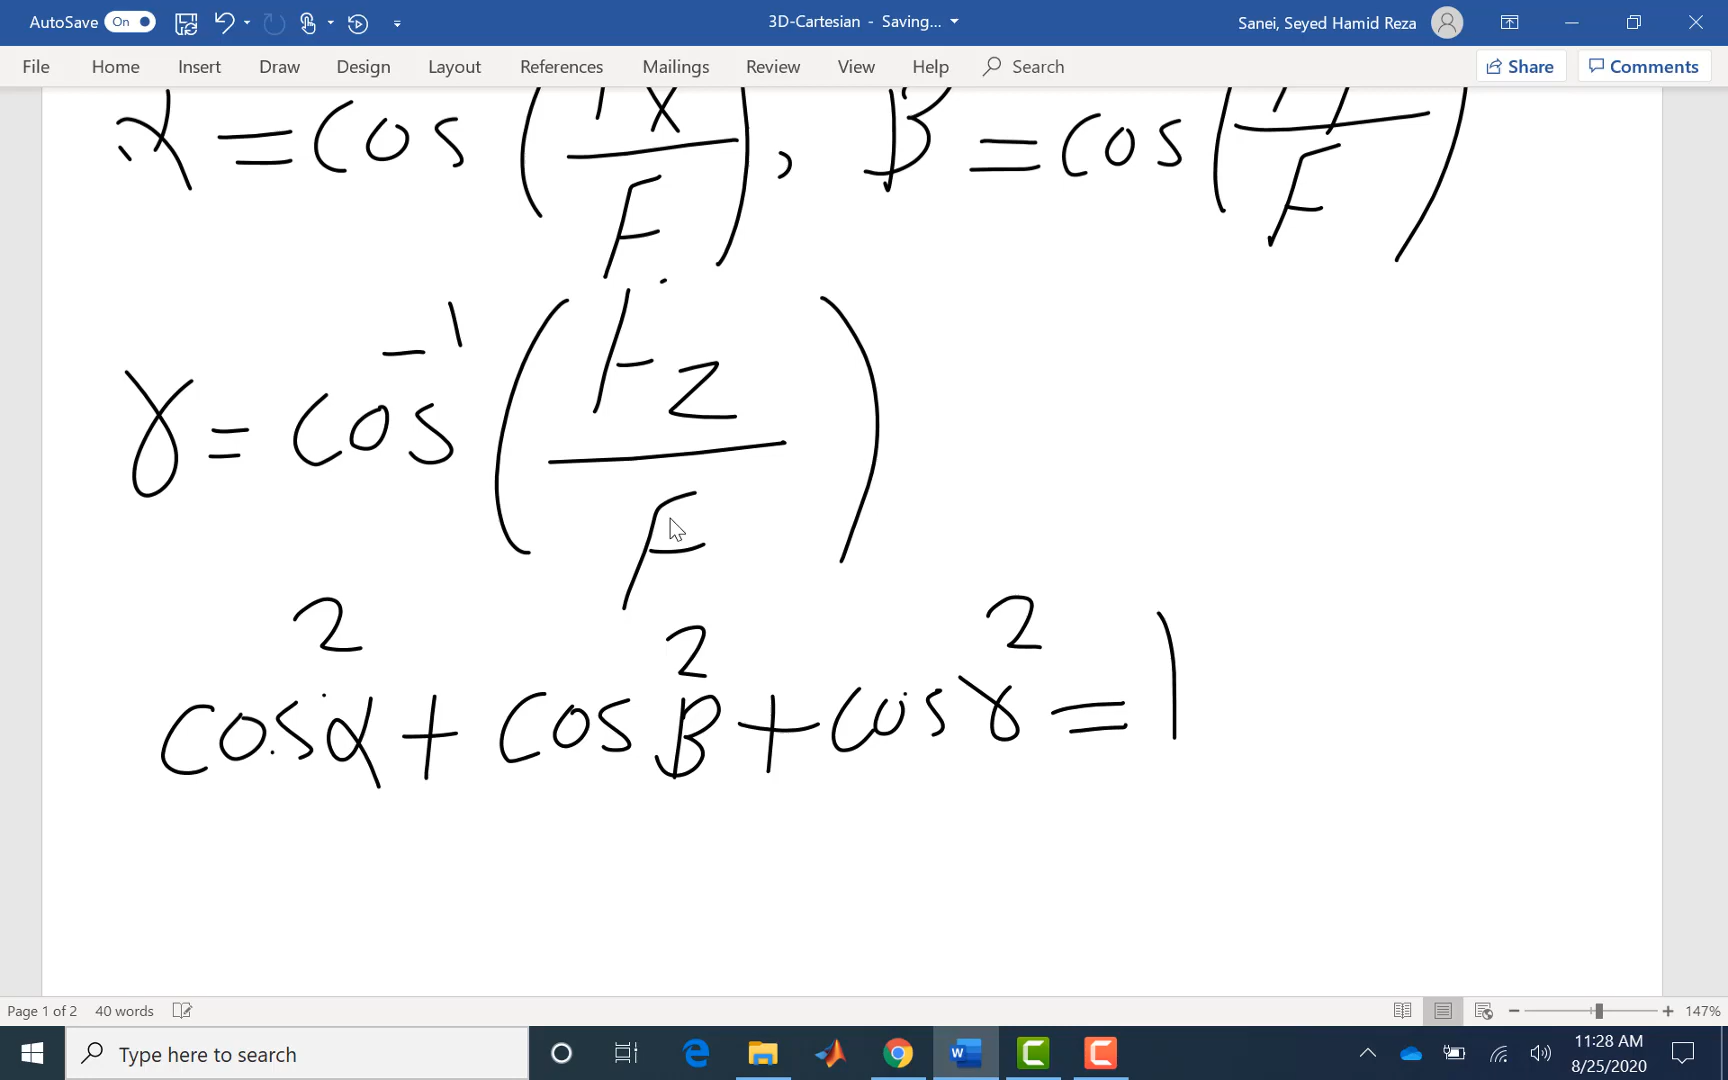 AutoSave On 3D-Cartesian - Saving... Sanei, Seyed Hamid Reza
File Home Insert Draw Design Layout References Mailings Review View Help Search Share Comments
α = cos (Fx / F), β = cos (Fy / F)
γ = cos⁻¹ (Fz / F)
cos²α + cos²β + cos²γ = 1
Page 1 of 2 40 words 147%
Type here to search 11:28 AM
8/25/2020